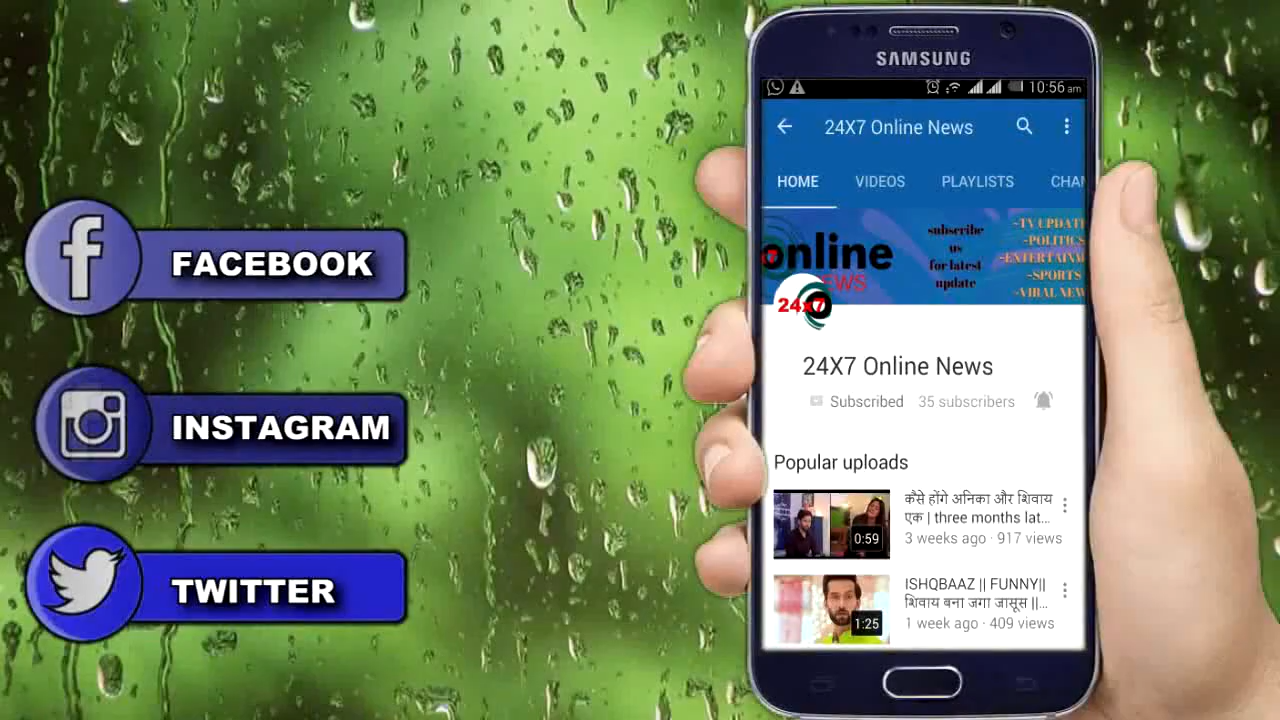 FACEBOOK
INSTAGRAM
TWITTER
SAMSUNG
10:56 am
24X7 Online News
HOME VIDEOS PLAYLISTS CHAN
online
EWS
subscribe
us
for latest
update
-TV UPDAT
-POLITICS
-ENTERTAINM
-SPORTS
-VIRAL NEW
24x7
24X7 Online News
Subscribed 35 subscribers
Popular uploads
कैसे होंगे अनिका और शिवाय
एक | three months lat...
3 weeks ago · 917 views
0:59
ISHQBAAZ || FUNNY||
शिवाय बना जगा जासूस ||...
1 week ago · 409 views
1:25